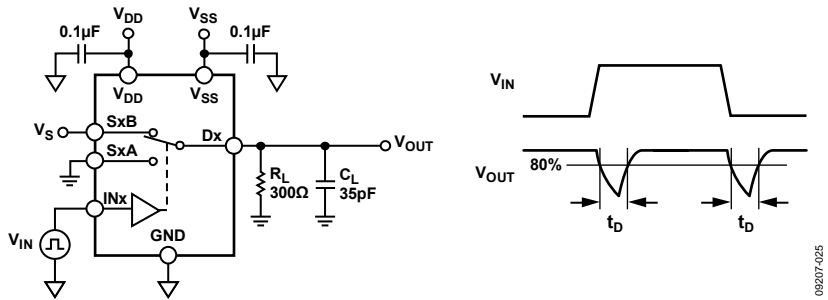 VDD
VSS
0.1µF
0.1µF
VDD
VSS
VS
SxB
Dx
VOUT
SxA
RL
300Ω
CL
35pF
INx
VIN
GND
VIN
VOUT
80%
tD
tD
09207-025